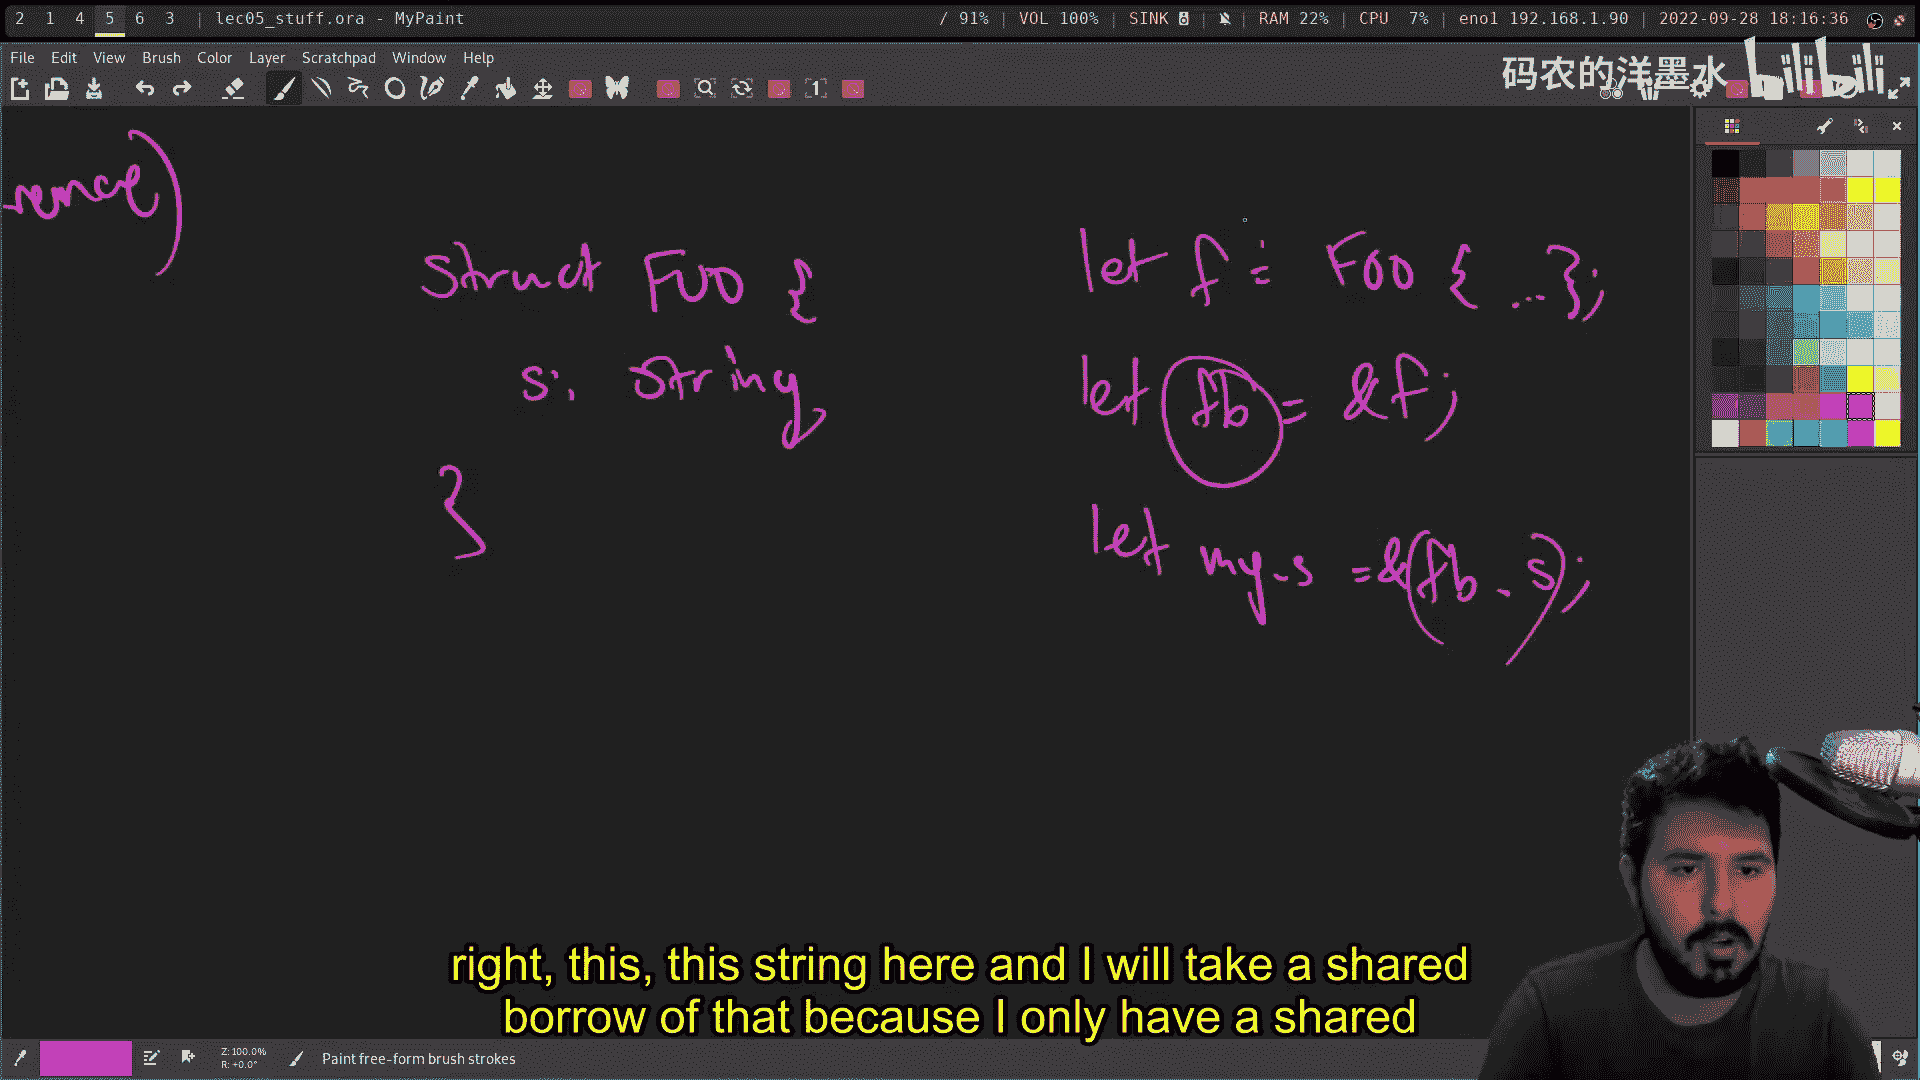 2 1 4 5 6 3 | lec05_stuff.ora - MyPaint / 91% | VOL 100% | SINK | RAM 22% | CPU 7% | eno1 192.168.1.90 | 2022-09-28 18:16:36
File Edit View Brush Color Layer Scratchpad Window Help
码农的洋墨水 bilibili
struct Foo {
s: String,
}
let f = Foo { ... };
let fb = &f;
let my_s = &(fb.s);
right, this, this string here and I will take a shared
borrow of that because I only have a shared
Z: 100.0%
R: +0.0°
Paint free-form brush strokes